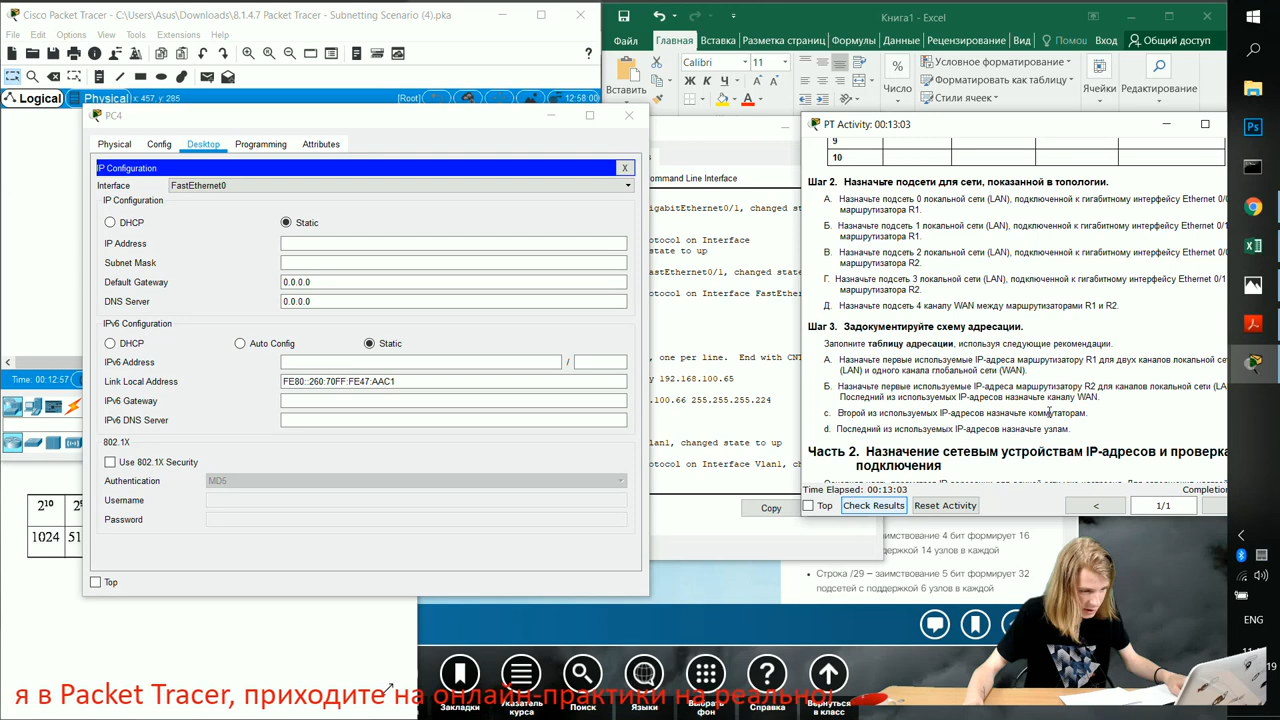 Cisco Packet Tracer - C:\Users\Asus\Downloads\8.1.4.7 Packet Tracer - Subnetting Scenario (4).pka
File Edit Options View Tools Extensions Help
Logical
Physical x: 457, y: 285
[Root]
12:58:00
Книга1 - Excel
Файл Главная Вставка Разметка страниц Формулы Данные Рецензирование Вид Помощ Вход Общий доступ
Вставить
Calibri 11
Ж К Ч
Число
Условное форматирование
Форматировать как таблицу
Стили ячеек
Ячейки
Редактирование
PC4
Physical Config Desktop Programming Attributes
IP Configuration X
Interface FastEthernet0
IP Configuration
DHCP Static
IP Address
Subnet Mask
Default Gateway 0.0.0.0
DNS Server 0.0.0.0
IPv6 Configuration
DHCP Auto Config Static
IPv6 Address /
Link Local Address FE80::260:70FF:FE47:AAC1
IPv6 Gateway
IPv6 DNS Server
802.1X
Use 802.1X Security
Authentication MD5
Username
Password
Top
Time: 00:12:57
2¹⁰
1024 51
ommand Line Interface
igabitEthernet0/1, changed sta
otocol on Interface
state to up
astEthernet0/1, changed state
otocol on Interface FastEther
, one per line. End with CNT
y 192.168.100.65
.100.66 255.255.255.224
lan1, changed state to up
otocol on Interface Vlan1, ch
Copy
PT Activity: 00:13:03
9
10
Шаг 2. Назначьте подсети для сети, показанной в топологии.
А. Назначьте подсеть 0 локальной сети (LAN), подключенной к гигабитному интерфейсу Ethernet 0/0
маршрутизатора R1.
Б. Назначьте подсеть 1 локальной сети (LAN), подключенной к гигабитному интерфейсу Ethernet 0/1
маршрутизатора R1.
В. Назначьте подсеть 2 локальной сети (LAN), подключенной к гигабитному интерфейсу Ethernet 0/0
маршрутизатора R2.
Г. Назначьте подсеть 3 локальной сети (LAN), подключенной к гигабитному интерфейсу Ethernet 0/1
маршрутизатора R2.
Д. Назначьте подсеть 4 каналу WAN между маршрутизаторами R1 и R2.
Шаг 3. Задокументируйте схему адресации.
Заполните таблицу адресации, используя следующие рекомендации.
А. Назначьте первые используемые IP-адреса маршрутизатору R1 для двух каналов локальной сет
(LAN) и одного канала глобальной сети (WAN).
Б. Назначьте первые используемые IP-адреса маршрутизатору R2 для каналов локальной сети (LA
Последний из используемых IP-адресов назначьте каналу WAN.
c. Второй из используемых IP-адресов назначьте коммутаторам.
d. Последний из используемых IP-адресов назначьте узлам.
Часть 2. Назначение сетевым устройствам IP-адресов и проверка
подключения
Time Elapsed: 00:13:03 Completion
Top Check Results Reset Activity < 1/1
аимствование 4 бит формирует 16
ддержкой 14 узлов в каждой
• Строка /29 – заимствование 5 бит формирует 32
подсетей с поддержкой 6 узлов в каждой
Закладки
Указатель
курса
Поиск
Языки
Выбрать
фон
Справка
Вернуться
в класс
ENG
я в Packet Tracer, приходите на онлайн-практики на реально